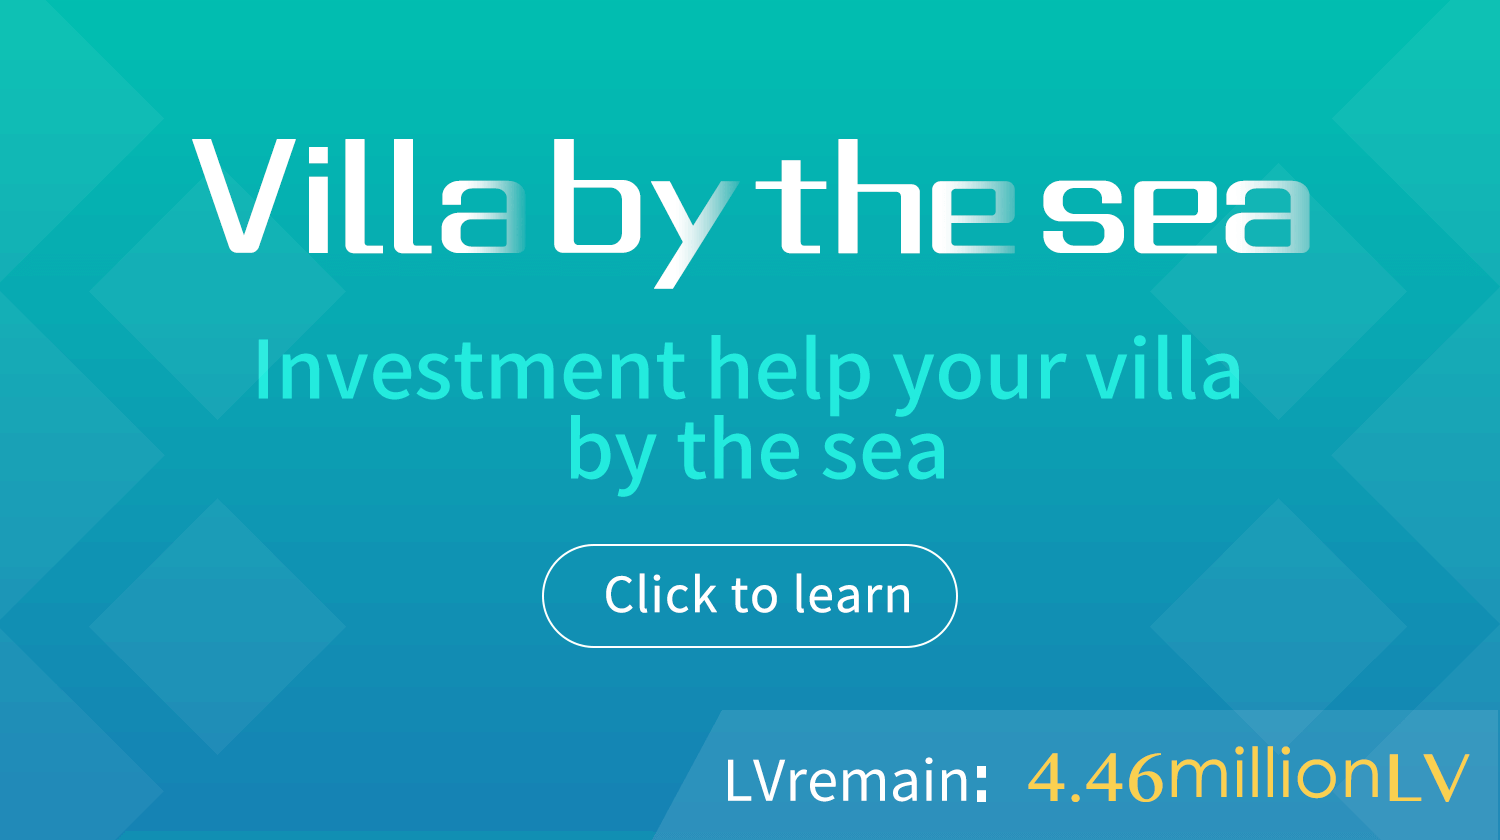 Villa by the sea
Investment help your villa
by the sea
Click to learn
LVremain: 4.46millionLV